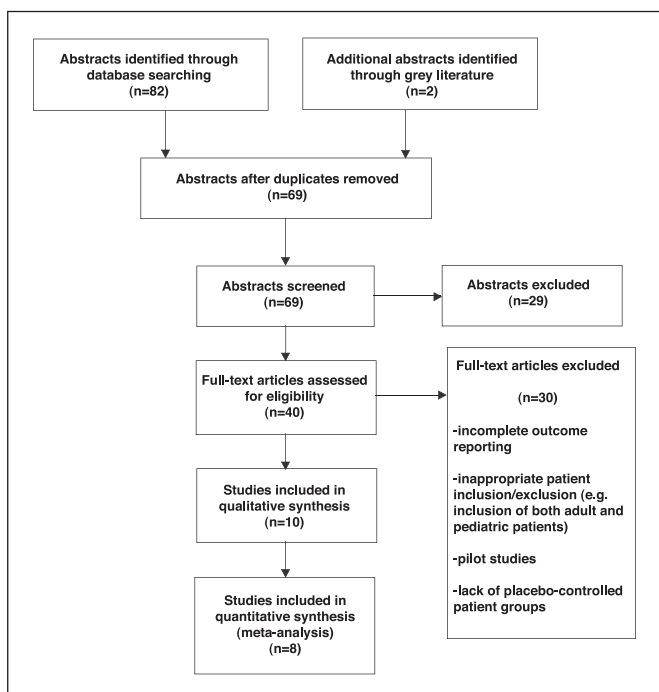 Abstracts identified through
database searching
(n=82)
Additional abstracts identified
through grey literature
(n=2)
Abstracts after duplicates removed
(n=69)
Abstracts screened
(n=69)
Abstracts excluded
(n=29)
Full-text articles assessed
for eligibility
(n=40)
Full-text articles excluded
(n=30)
-incomplete outcome
reporting
-inappropriate patient
inclusion/exclusion (e.g.
inclusion of both adult and
pediatric patients)
-pilot studies
-lack of placebo-controlled
patient groups
Studies included in
qualitative synthesis
(n=10)
Studies included in
quantitative synthesis
(meta-analysis)
(n=8)